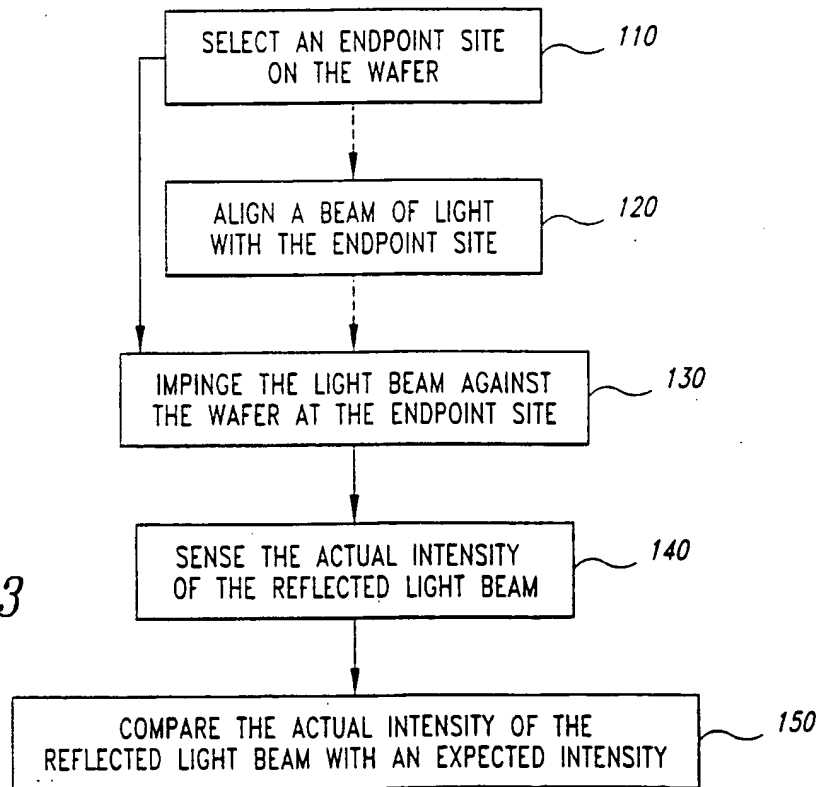 SELECT AN ENDPOINT SITE
ON THE WAFER
110
ALIGN A BEAM OF LIGHT
WITH THE ENDPOINT SITE
120
IMPINGE THE LIGHT BEAM AGAINST
THE WAFER AT THE ENDPOINT SITE
130
SENSE THE ACTUAL INTENSITY
OF THE REFLECTED LIGHT BEAM
140
3
COMPARE THE ACTUAL INTENSITY OF THE
REFLECTED LIGHT BEAM WITH AN EXPECTED INTENSITY
150